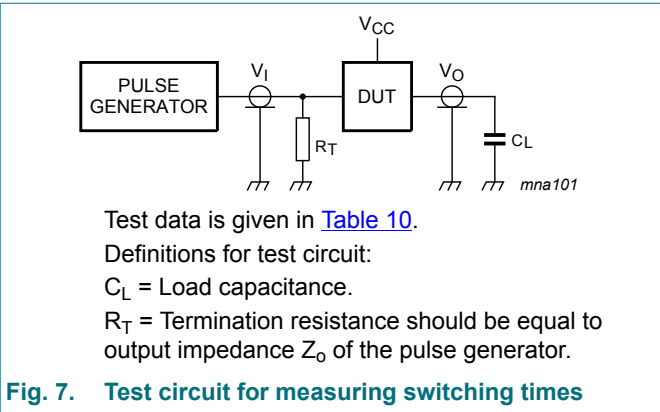 VCC
PULSE
GENERATOR
VI
DUT
VO
RT
CL
mna101
Test data is given in Table 10.
Definitions for test circuit:
CL = Load capacitance.
RT = Termination resistance should be equal to
output impedance Zo of the pulse generator.
Fig. 7. Test circuit for measuring switching times